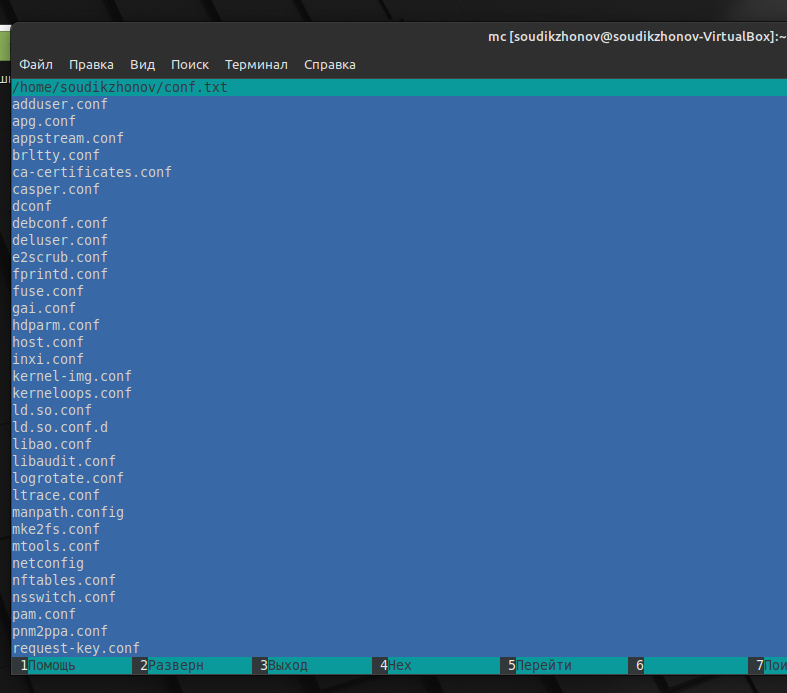 mc [soudikzhonov@soudikzhonov-VirtualBox]:~
Файл Правка Вид Поиск Терминал Справка
/home/soudikzhonov/conf.txt
adduser.conf
apg.conf
appstream.conf
brltty.conf
ca-certificates.conf
casper.conf
dconf
debconf.conf
deluser.conf
e2scrub.conf
fprintd.conf
fuse.conf
gai.conf
hdparm.conf
host.conf
inxi.conf
kernel-img.conf
kerneloops.conf
ld.so.conf
ld.so.conf.d
libao.conf
libaudit.conf
logrotate.conf
ltrace.conf
manpath.config
mke2fs.conf
mtools.conf
netconfig
nftables.conf
nsswitch.conf
pam.conf
pnm2ppa.conf
request-key.conf
1Помощь 2Разверн 3Выход 4Hex 5Перейти 6 7Пои